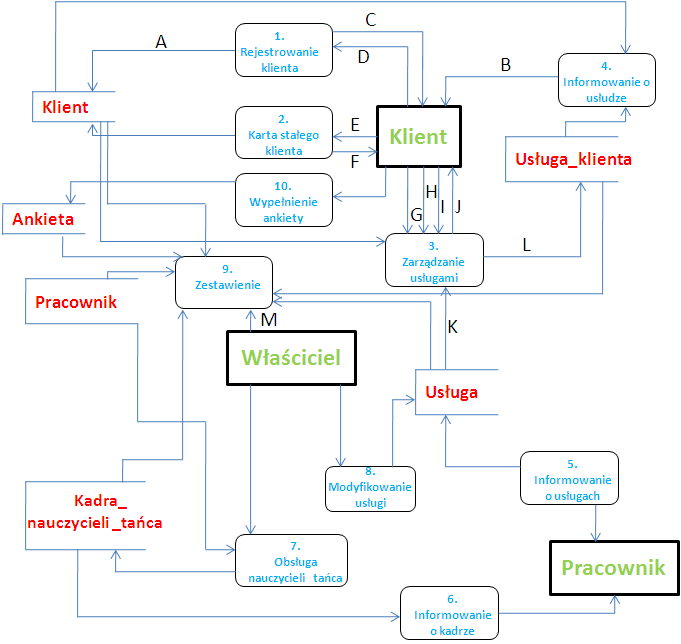 C
A
1.
Rejestrowanie
klienta
D
4.
Informowanie o
usłudze
B
Klient
2.
Karta stałego
klienta
E
F
Klient
Usługa_klienta
10.
Wypełnienie
ankiety
Ankieta
H
G
I
J
3.
Zarządzanie
usługami
L
9.
Zestawienie
Pracownik
M
K
Właściciel
Usługa
8.
Modyfikowanie
usługi
5.
Informowanie
o usługach
Kadra_
nauczycieli_tańca
7.
Obsługa
nauczycieli_tańca
Pracownik
6.
Informowanie
o kadrze